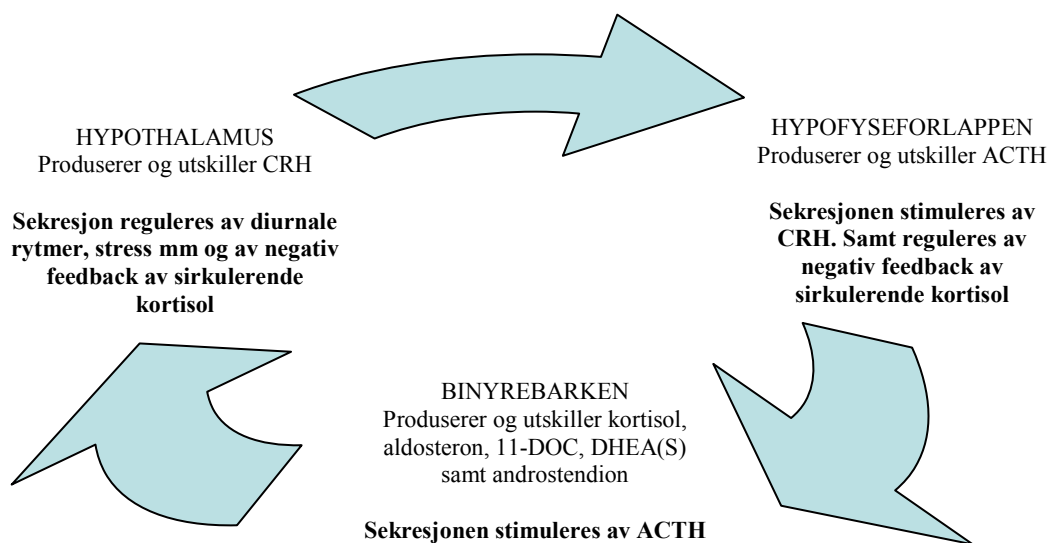 HYPOTHALAMUS
Produserer og utskiller CRH
Sekresjon reguleres av diurnale
rytmer, stress mm og av negativ
feedback av sirkulerende
kortisol
HYPOFYSEFORLAPPEN
Produserer og utskiller ACTH
Sekresjonen stimuleres av
CRH. Samt reguleres av
negativ feedback av
sirkulerende kortisol
BINYREBARKEN
Produserer og utskiller kortisol,
aldosteron, 11-DOC, DHEA(S)
samt androstendion
Sekresjonen stimuleres av ACTH